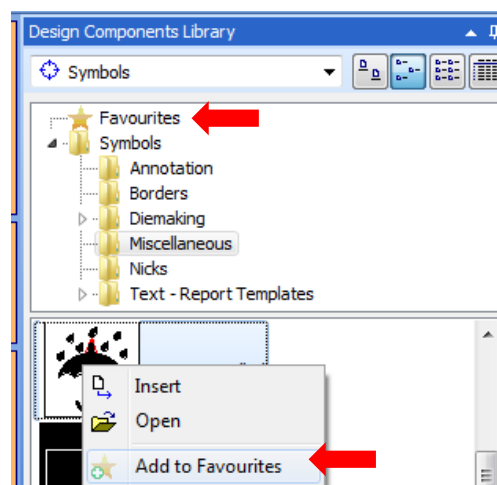 Design Components Library
Symbols
Favourites
Symbols
Annotation
Borders
Diemaking
Miscellaneous
Nicks
Text - Report Templates
Insert
Open
Add to Favourites